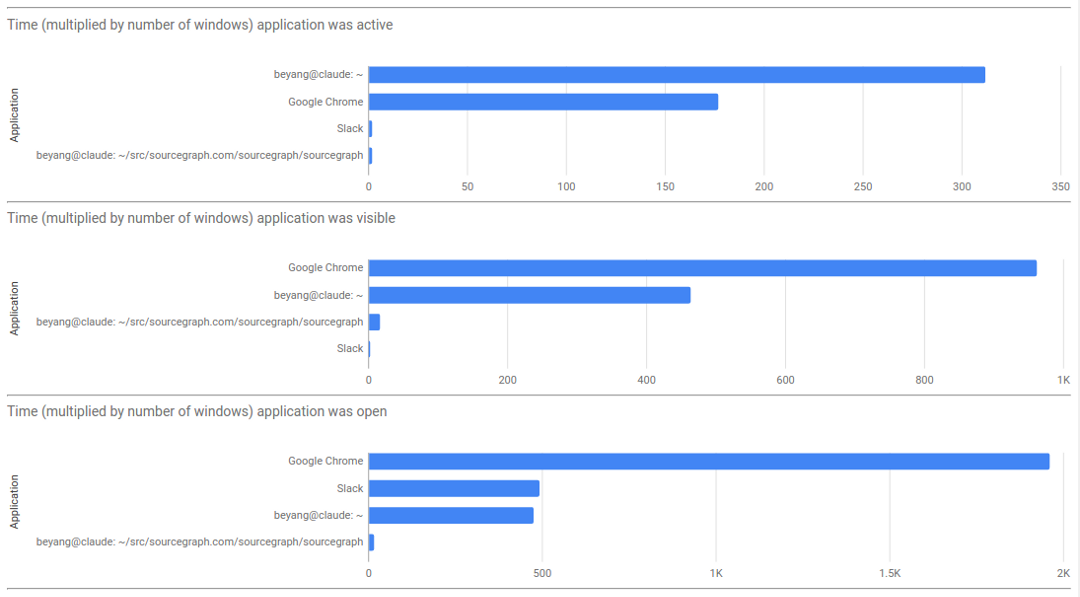 Time (multiplied by number of windows) application was active
Application
beyang@claude: ~
Google Chrome
Slack
beyang@claude: ~/src/sourcegraph.com/sourcegraph/sourcegraph
0 50 100 150 200 250 300 350
Time (multiplied by number of windows) application was visible
Application
Google Chrome
beyang@claude: ~
beyang@claude: ~/src/sourcegraph.com/sourcegraph/sourcegraph
Slack
0 200 400 600 800 1K
Time (multiplied by number of windows) application was open
Application
Google Chrome
Slack
beyang@claude: ~
beyang@claude: ~/src/sourcegraph.com/sourcegraph/sourcegraph
0 500 1K 1.5K 2K